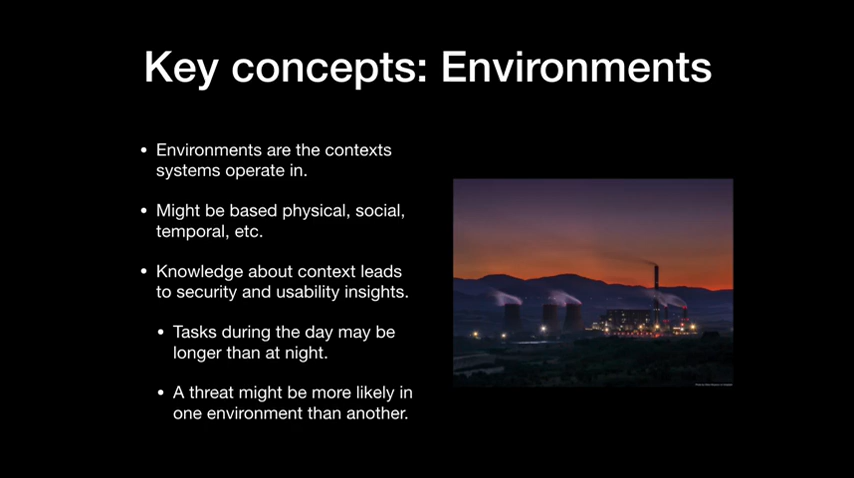 Key concepts: Environments
• Environments are the contexts
systems operate in.
• Might be based physical, social,
temporal, etc.
• Knowledge about context leads
to security and usability insights.
• Tasks during the day may be
longer than at night.
• A threat might be more likely in
one environment than another.